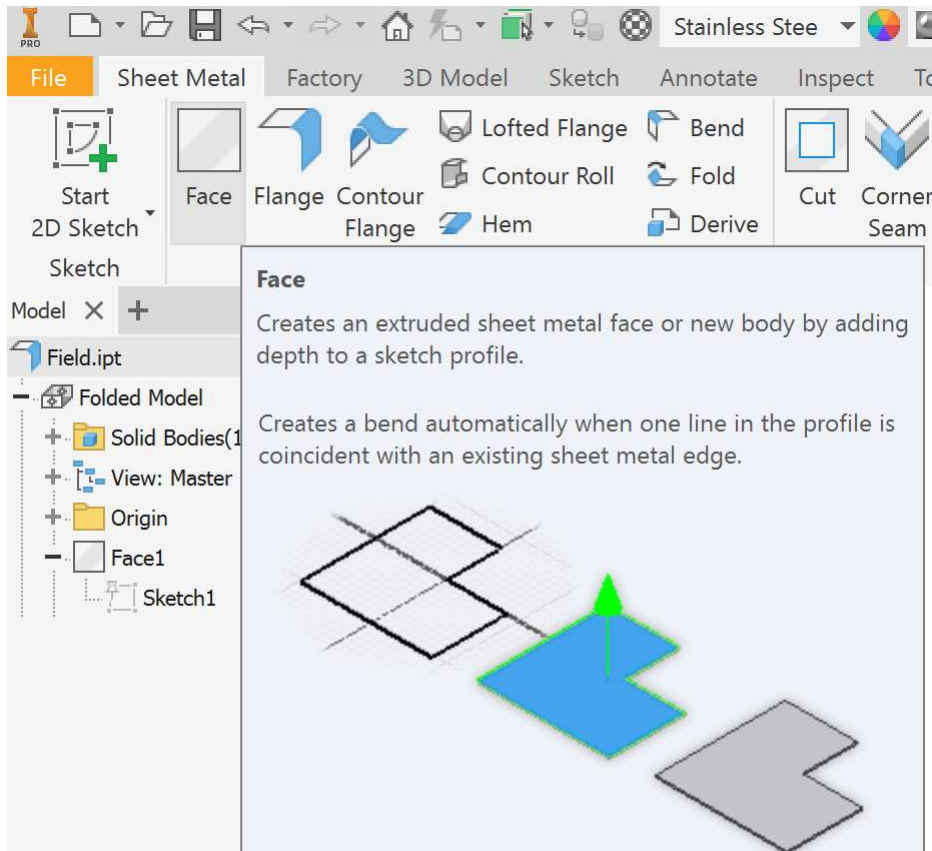 PRO
Stainless Stee
File Sheet Metal Factory 3D Model Sketch Annotate Inspect To
Start
2D Sketch
Face
Flange
Contour
Flange
Lofted Flange
Contour Roll
Hem
Bend
Fold
Derive
Cut
Corner
Seam
Sketch
Model
Field.ipt
Folded Model
Solid Bodies(1
View: Master
Origin
Face1
Sketch1
Face
Creates an extruded sheet metal face or new body by adding
depth to a sketch profile.
Creates a bend automatically when one line in the profile is
coincident with an existing sheet metal edge.